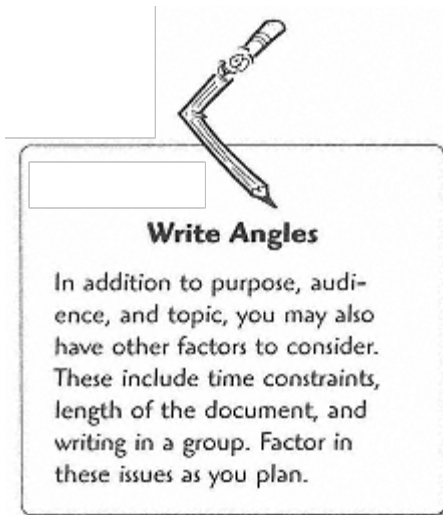 Write Angles
In addition to purpose, audi-
ence, and topic, you may also
have other factors to consider.
These include time constraints,
length of the document, and
writing in a group. Factor in
these issues as you plan.